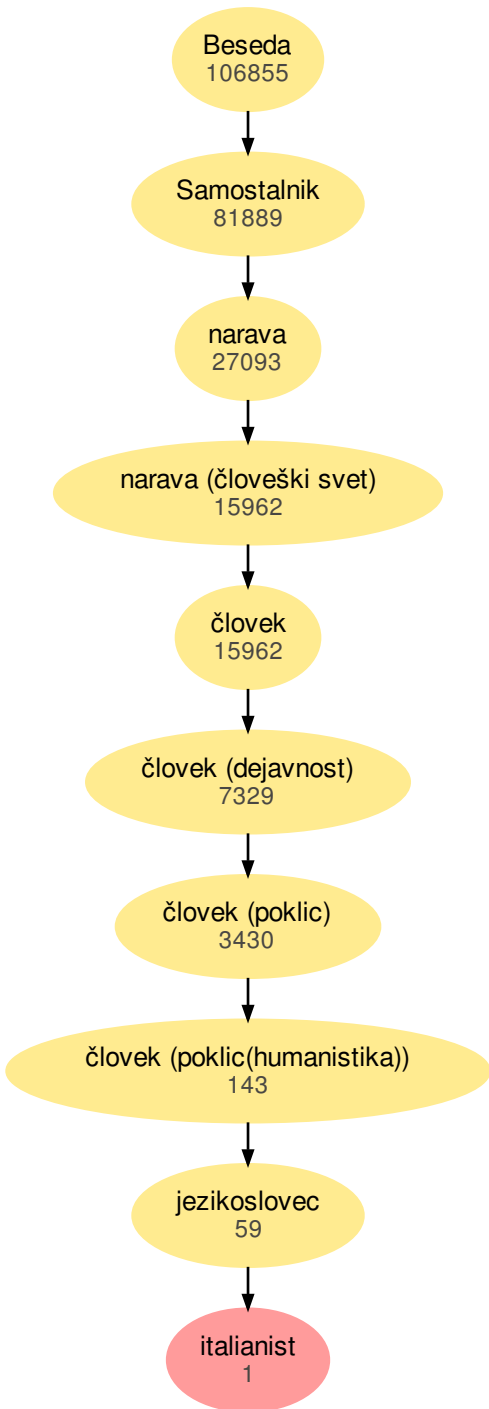 Beseda
106855
Samostalnik
81889
narava
27093
narava (človeški svet)
15962
človek
15962
človek (dejavnost)
7329
človek (poklic)
3430
človek (poklic(humanistika))
143
jezikoslovec
59
italianist
1